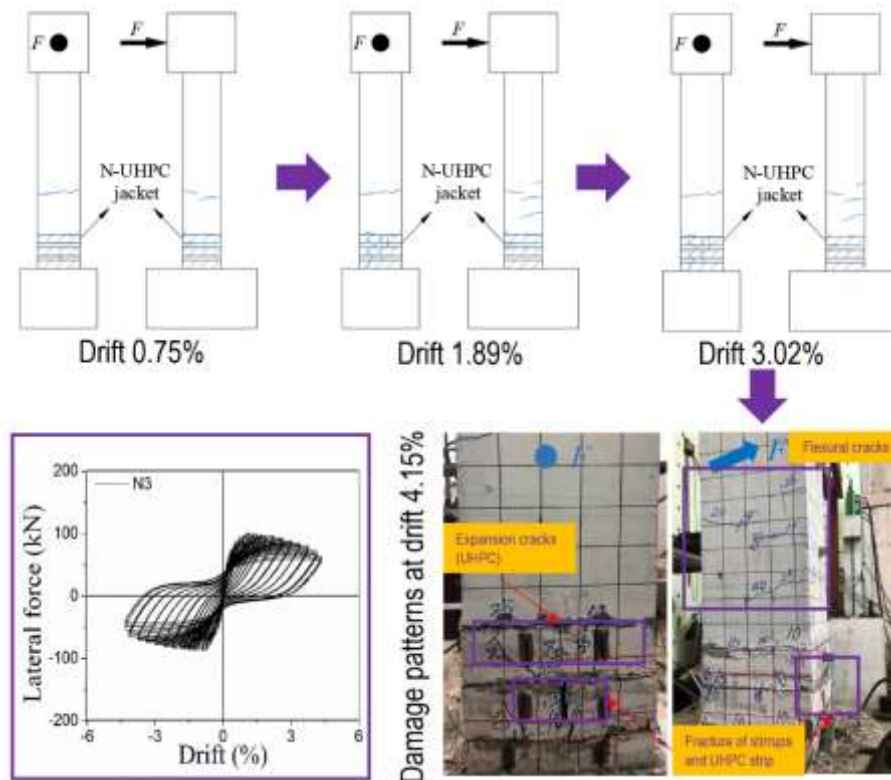 F
F
F
F
F
F
N-UHPC
jacket
N-UHPC
jacket
N-UHPC
jacket
Drift 0.75%
Drift 1.89%
Drift 3.02%
200
100
0
-100
-200
Lateral force (kN)
N3
-6
-3
0
3
6
Drift (%)
Damage patterns at drift 4.15%
F
Expansion cracks
(UHPC)
F
Flexural cracks
10
Fracture of stirrups
and UHPC strip